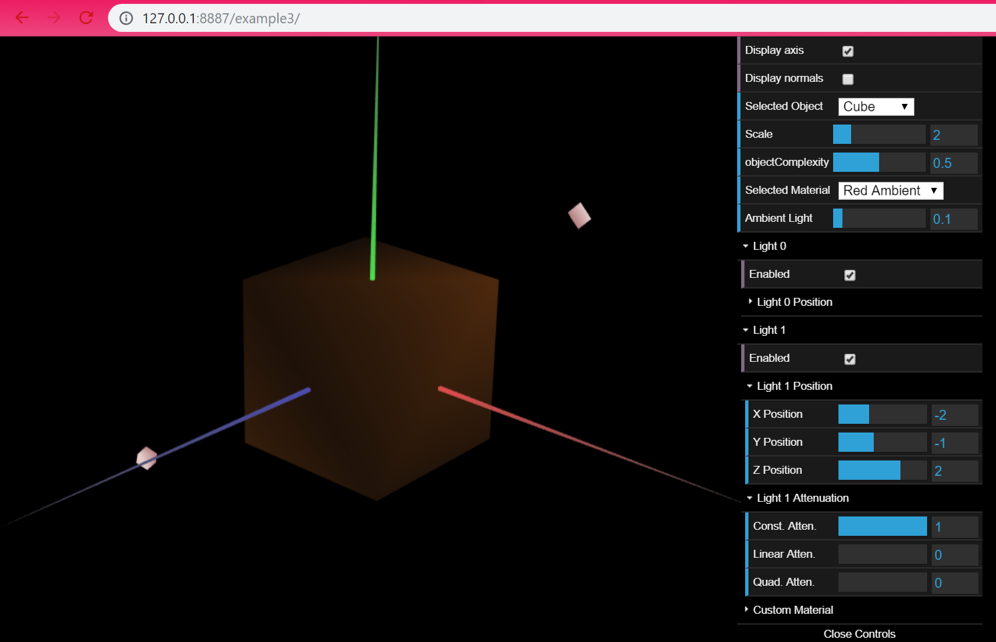 127.0.0.1:8887/example3/
Display axis
Display normals
Selected Object Cube
Scale 2
objectComplexity 0.5
Selected Material Red Ambient
Ambient Light 0.1
Light 0
Enabled
Light 0 Position
Light 1
Enabled
Light 1 Position
X Position -2
Y Position -1
Z Position 2
Light 1 Attenuation
Const. Atten. 1
Linear Atten. 0
Quad. Atten. 0
Custom Material
Close Controls